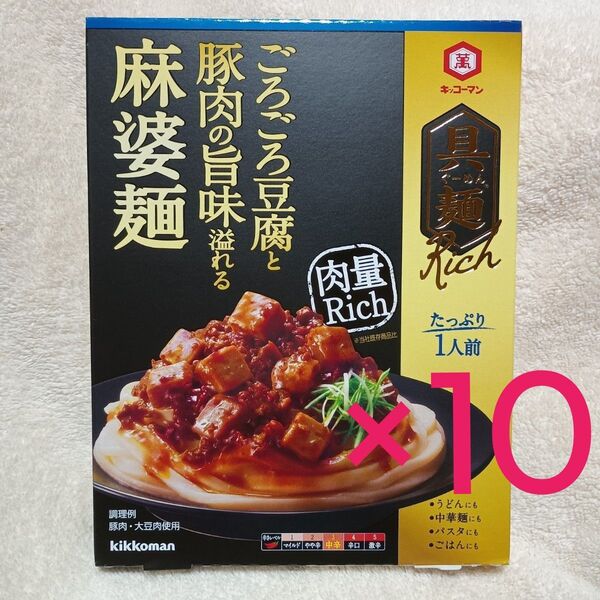 ごろごろ豆腐と
豚肉の旨味溢れる
麻婆麺
萬
キッコーマン
具麺
ぐーめん
Rich
肉量
Rich
※当社既存商品比
たっぷり
1人前
×10
・うどんにも
・中華麺にも
・パスタにも
・ごはんにも
調理例
豚肉・大豆肉使用
kikkoman
辛さレベル 1 2 3 4 5
マイルド やや辛 中辛 辛口 激辛